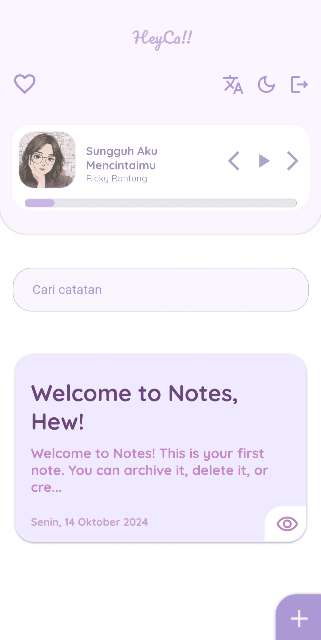 HeyCa!!
Sungguh Aku
Mencintaimu
Ricky Rantung
Cari catatan
Welcome to Notes,
Hew!
Welcome to Notes! This is your first
note. You can archive it, delete it, or
cre...
Senin, 14 Oktober 2024